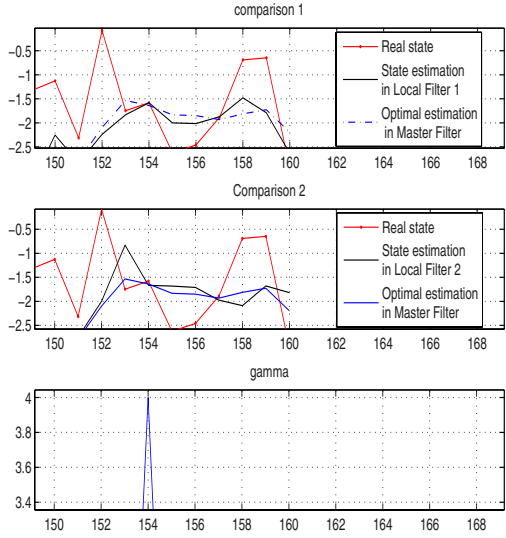 comparison 1
−0.5
−1
−1.5
−2
−2.5
Real state
State estimation
in Local Filter 1
Optimal estimation
in Master Filter
150 152 154 156 158 160 162 164 166 168
Comparison 2
−0.5
−1
−1.5
−2
−2.5
Real state
State estimation
in Local Filter 2
Optimal estimation
in Master Filter
150 152 154 156 158 160 162 164 166 168
gamma
4
3.8
3.6
3.4
150 152 154 156 158 160 162 164 166 168